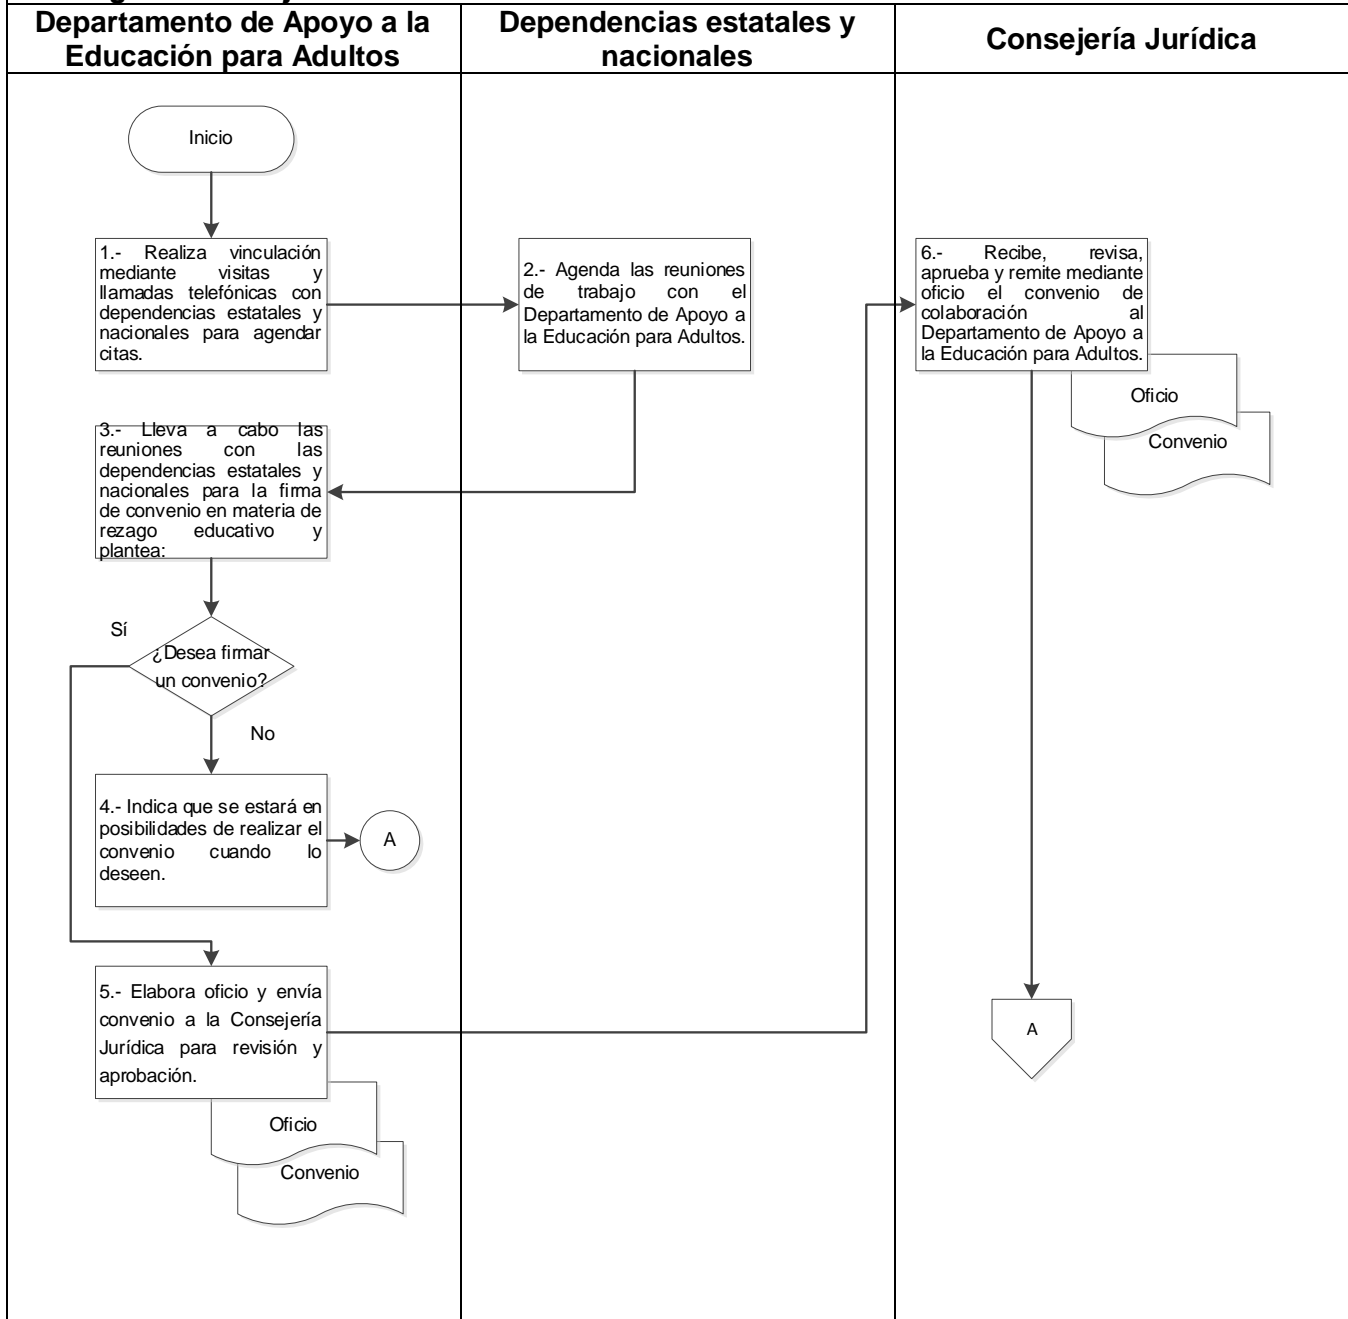 Departamento de Apoyo a la
Educación para Adultos
Dependencias estatales y
nacionales
Consejería Jurídica
Inicio
1.- Realiza vinculación
mediante visitas y
llamadas telefónicas con
dependencias estatales y
nacionales para agendar
citas.
2.- Agenda las reuniones
de trabajo con el
Departamento de Apoyo a
la Educación para Adultos.
6.- Recibe, revisa,
aprueba y remite mediante
oficio el convenio de
colaboración al
Departamento de Apoyo a
la Educación para Adultos.
Oficio
Convenio
3.- Lleva a cabo las
reuniones con las
dependencias estatales y
nacionales para la firma
de convenio en materia de
rezago educativo y
plantea:
Sí
¿Desea firmar
un convenio?
No
4.- Indica que se estará en
posibilidades de realizar el
convenio cuando lo
deseen.
A
5.- Elabora oficio y envía
convenio a la Consejería
Jurídica para revisión y
aprobación.
A
Oficio
Convenio